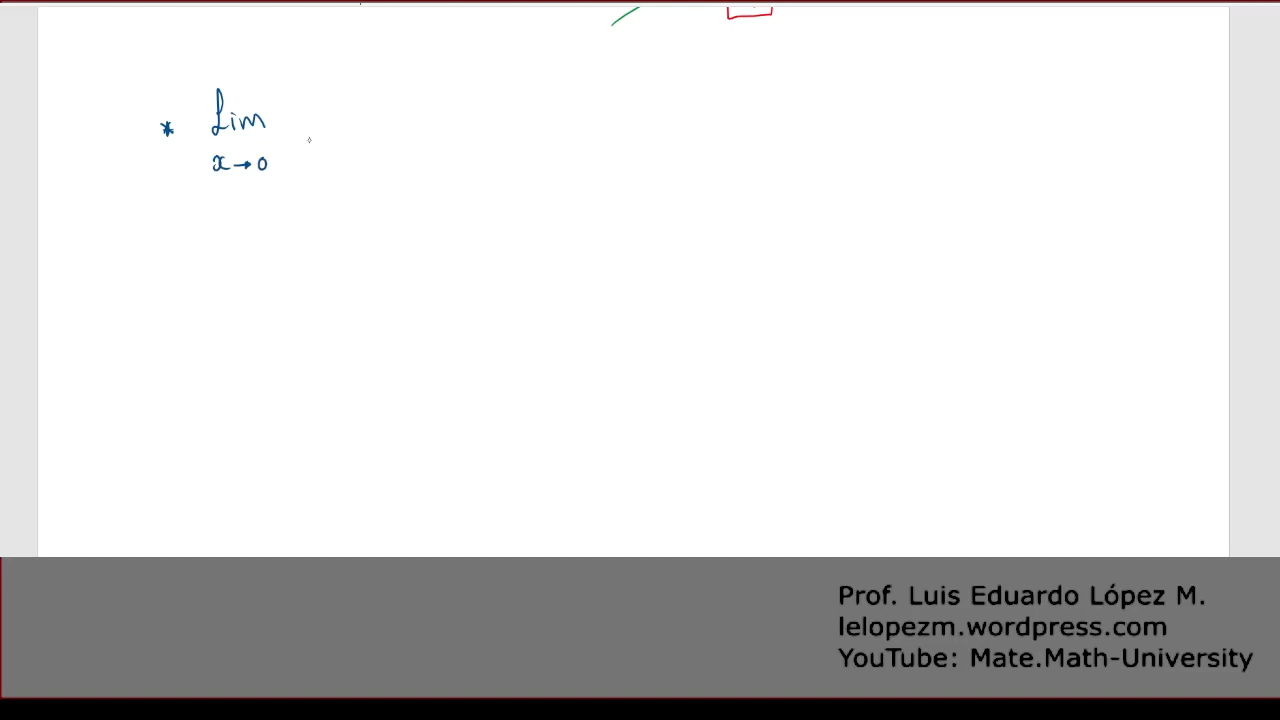 * Lim
x→0
Prof. Luis Eduardo López M.
lelopezm.wordpress.com
YouTube: Mate.Math-University